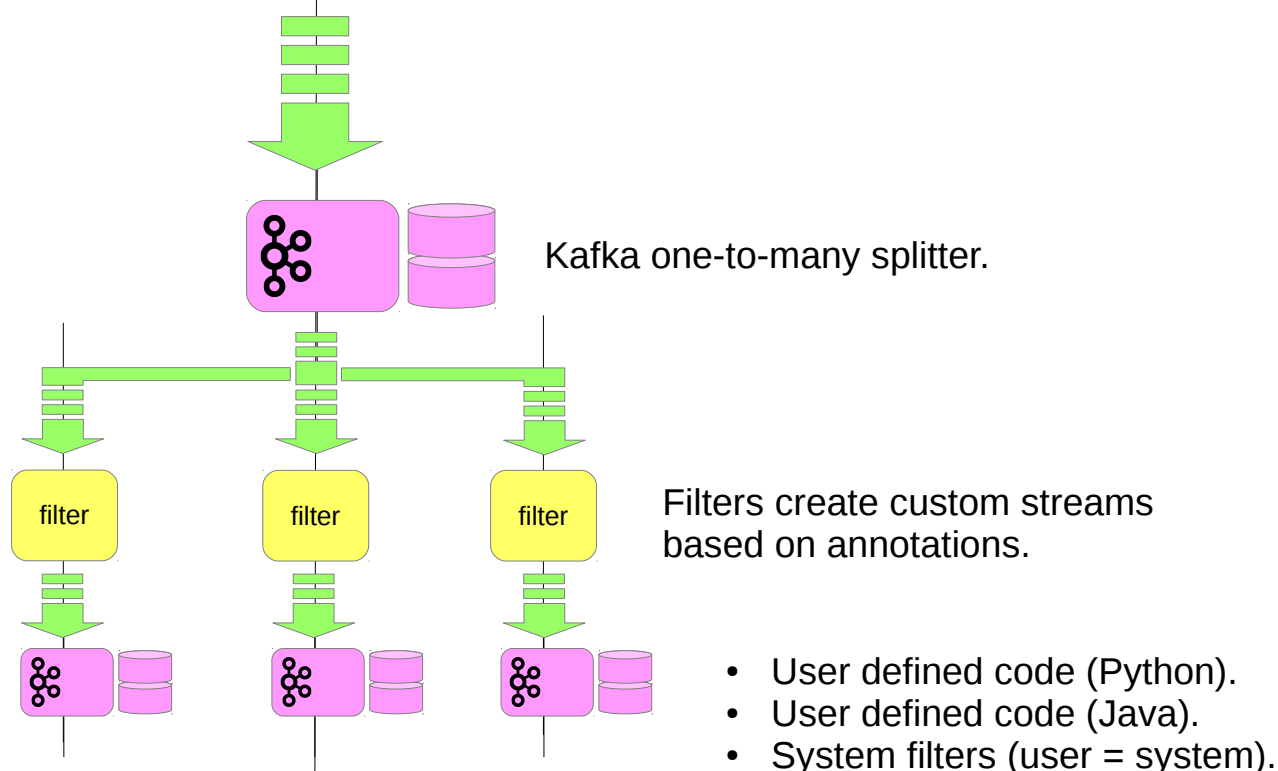 Kafka one-to-many splitter.
filter
filter
filter
Filters create custom streams
based on annotations.
• User defined code (Python).
• User defined code (Java).
• System filters (user = system).